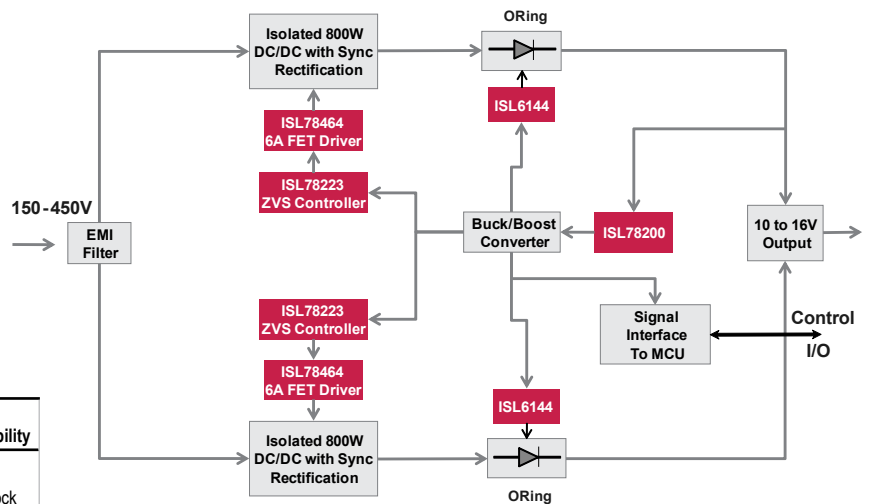 ORing
Isolated 800W
DC/DC with Sync
Rectification
ISL6144
ISL78464
6A FET Driver
ISL78223
ZVS Controller
150-450V
EMI
Filter
Buck/Boost
Converter
ISL78200
10 to 16V
Output
ISL78223
ZVS Controller
Signal
Interface
To MCU
Control
I/O
ISL78464
6A FET Driver
ISL6144
Isolated 800W
DC/DC with Sync
Rectification
ORing